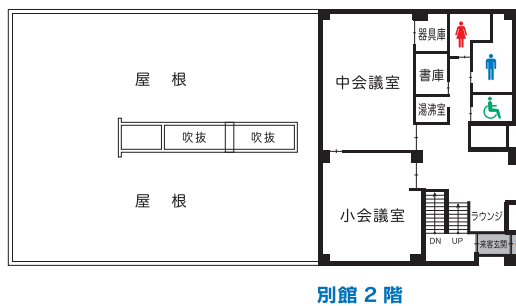 屋 根
吹抜
吹抜
屋 根
中会議室
器具庫
書庫
湯沸室
小会議室
DN
UP
ラウンジ
来客玄関
別館 2 階